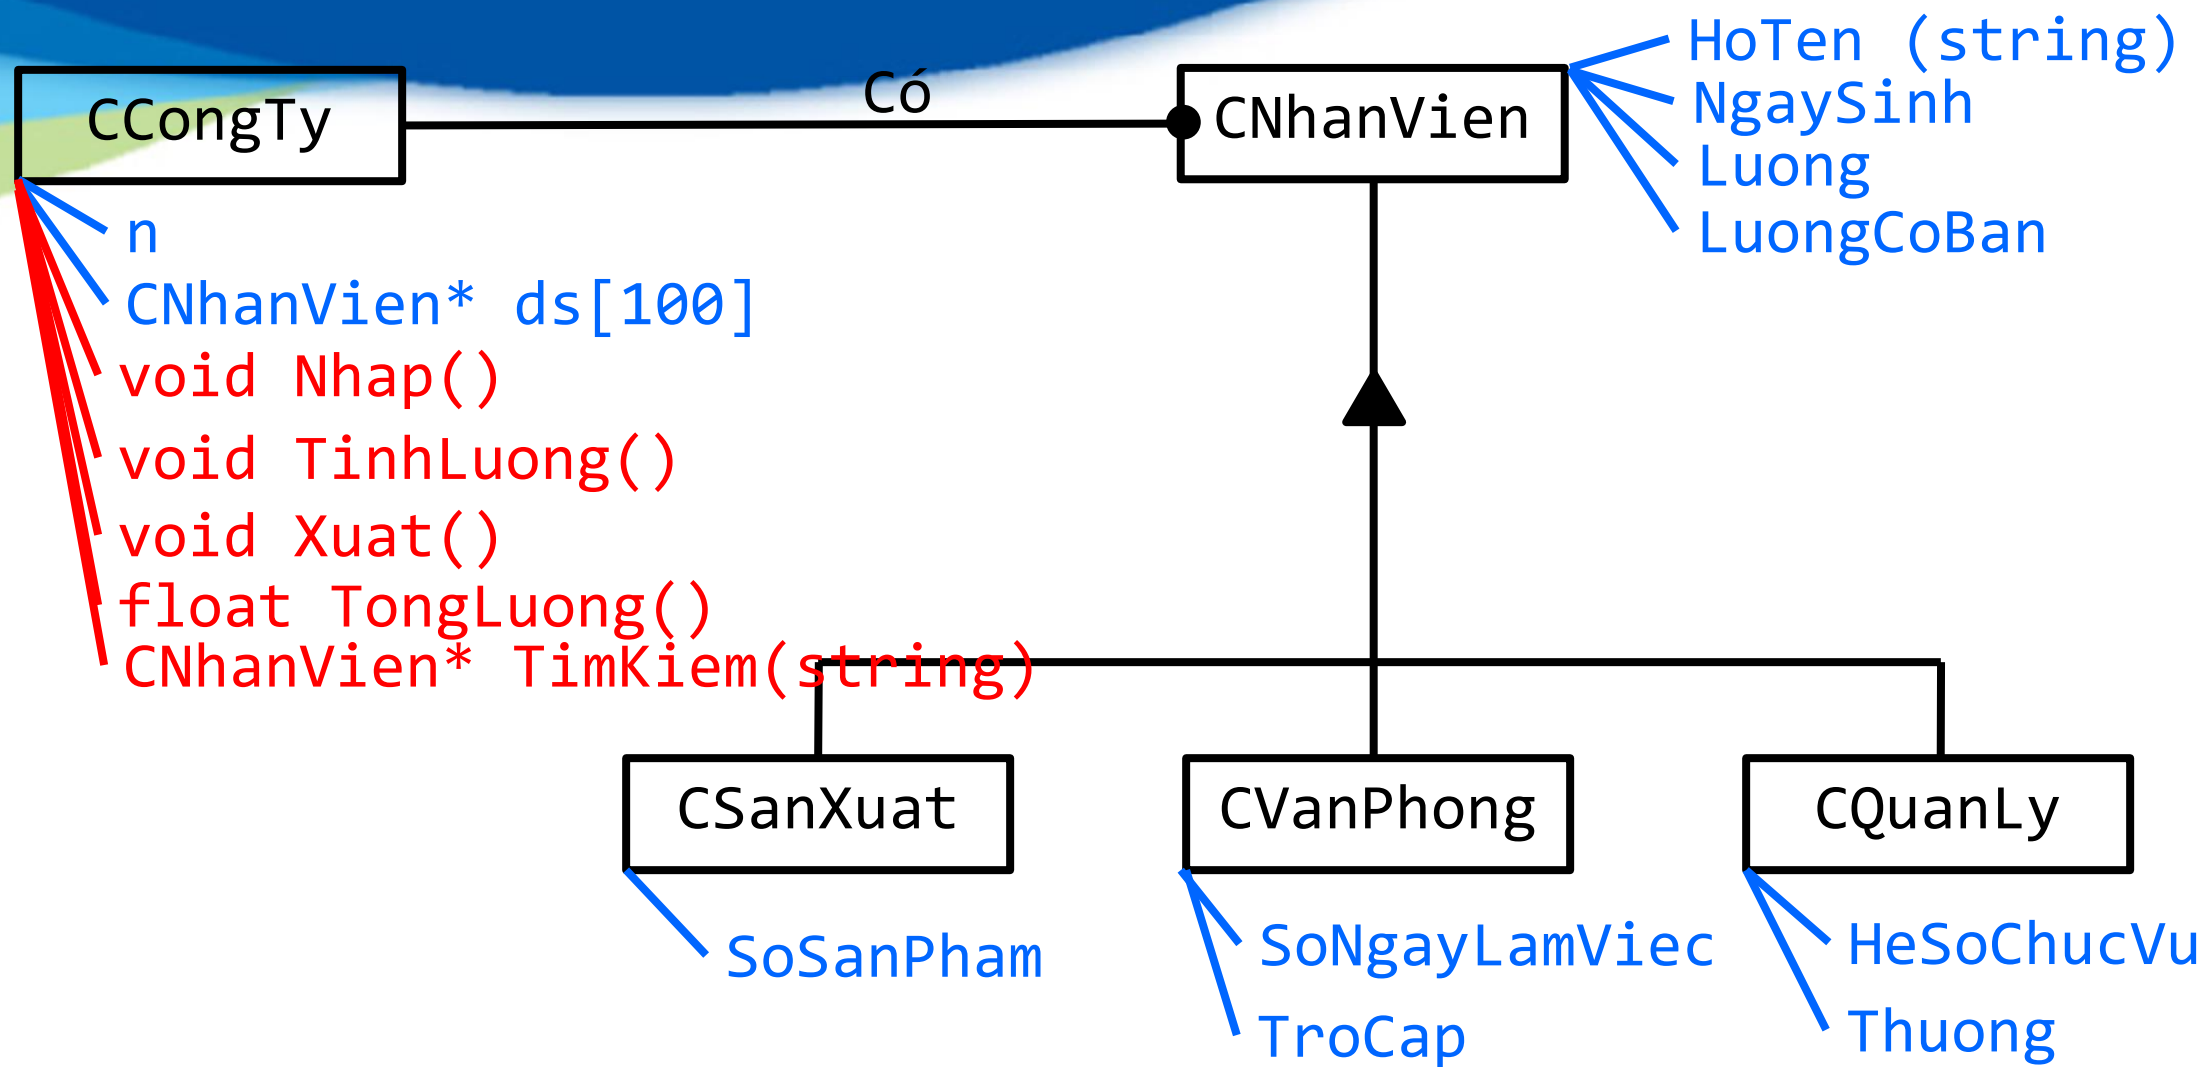 CCongTy
Có
CNhanVien
HoTen (string)
NgaySinh
Luong
LuongCoBan
n
CNhanVien* ds[100]
void Nhap()
void TinhLuong()
void Xuat()
float TongLuong()
CNhanVien* TimKiem(string)
CSanXuat
CVanPhong
CQuanLy
SoSanPham
SoNgayLamViec
TroCap
HeSoChucVu
Thuong